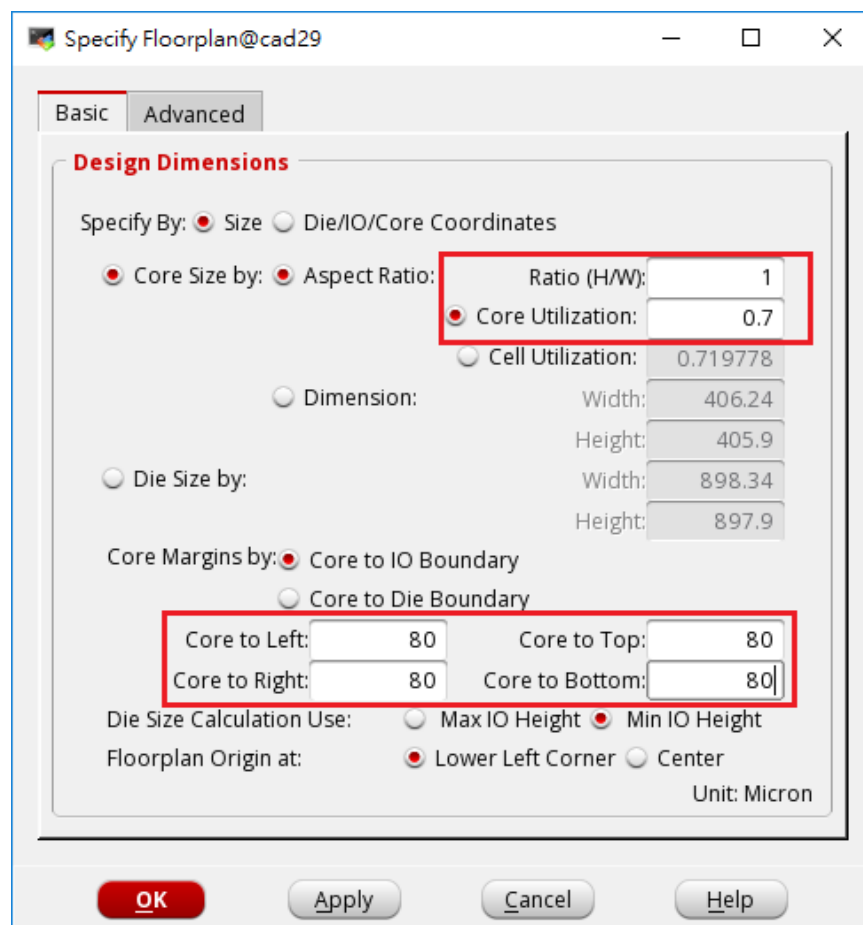 Specify Floorplan@cad29
Basic Advanced
Design Dimensions
Specify By: Size Die/IO/Core Coordinates
Core Size by: Aspect Ratio: Ratio (H/W): 1
Core Utilization: 0.7
Cell Utilization: 0.719778
Dimension: Width: 406.24
Height: 405.9
Die Size by: Width: 898.34
Height: 897.9
Core Margins by: Core to IO Boundary
Core to Die Boundary
Core to Left: 80 Core to Top: 80
Core to Right: 80 Core to Bottom: 80
Die Size Calculation Use: Max IO Height Min IO Height
Floorplan Origin at: Lower Left Corner Center
Unit: Micron
OK Apply Cancel Help